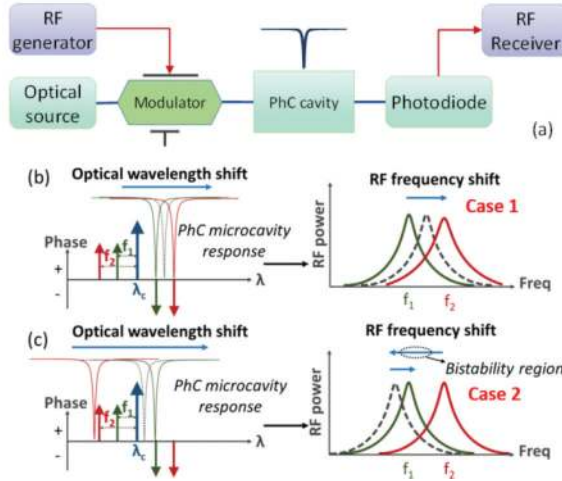 RF
generator
RF
Receiver
Optical
source
Modulator
PhC cavity
Photodiode
(a)
(b)
Optical wavelength shift
Phase
+
-
f₂
f₁
λc
λ
PhC microcavity
response
RF frequency shift
Case 1
RF power
f₁
f₂
Freq
(c)
Optical wavelength shift
Phase
+
-
f₂
f₁
λc
λ
PhC microcavity
response
RF frequency shift
Bistability region
Case 2
RF power
f₁
f₂
Freq